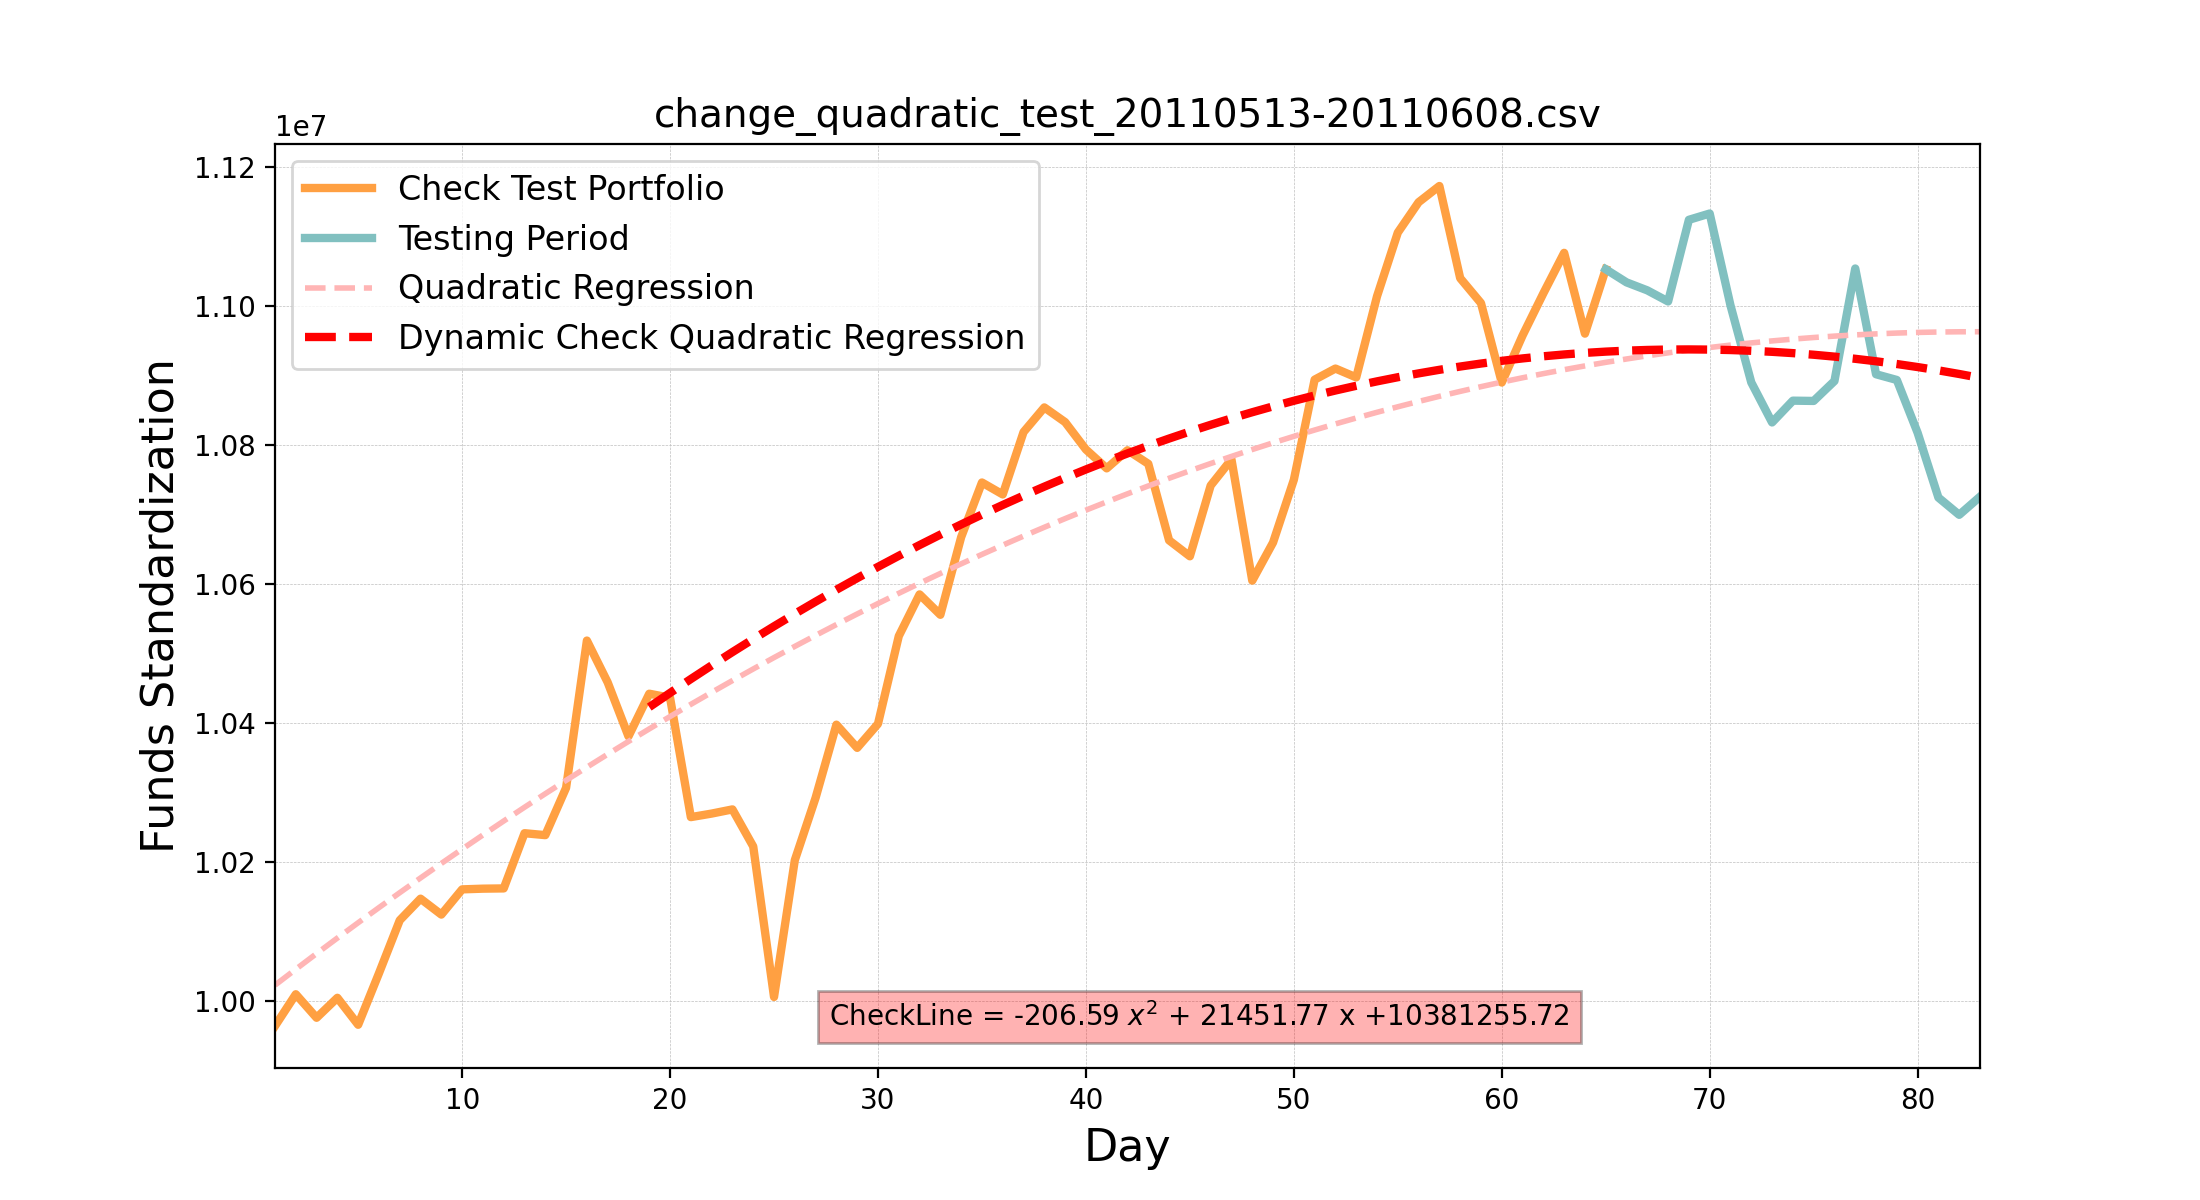 change_quadratic_test_20110513-20110608.csv
1e7
1.12
1.10
1.08
1.06
1.04
1.02
1.00
Funds Standardization
Check Test Portfolio
Testing Period
Quadratic Regression
Dynamic Check Quadratic Regression
CheckLine = -206.59 x² + 21451.77 x +10381255.72
10 20 30 40 50 60 70 80
Day